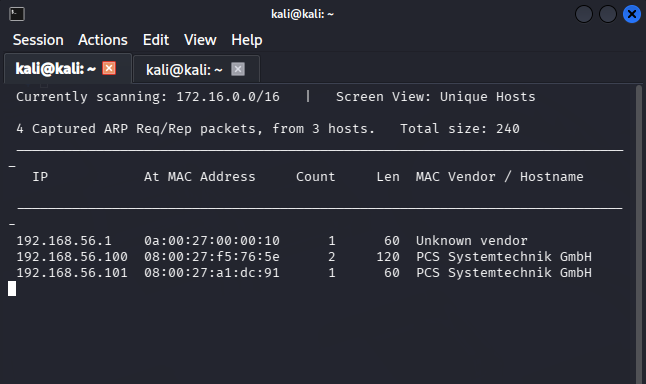 kali@kali: ~
Session Actions Edit View Help
kali@kali: ~ kali@kali: ~
Currently scanning: 172.16.0.0/16 | Screen View: Unique Hosts
4 Captured ARP Req/Rep packets, from 3 hosts. Total size: 240
_____________________________________________________________________________
IP At MAC Address Count Len MAC Vendor / Hostname
-----------------------------------------------------------------------------
192.168.56.1 0a:00:27:00:00:10 1 60 Unknown vendor
192.168.56.100 08:00:27:f5:76:5e 2 120 PCS Systemtechnik GmbH
192.168.56.101 08:00:27:a1:dc:91 1 60 PCS Systemtechnik GmbH